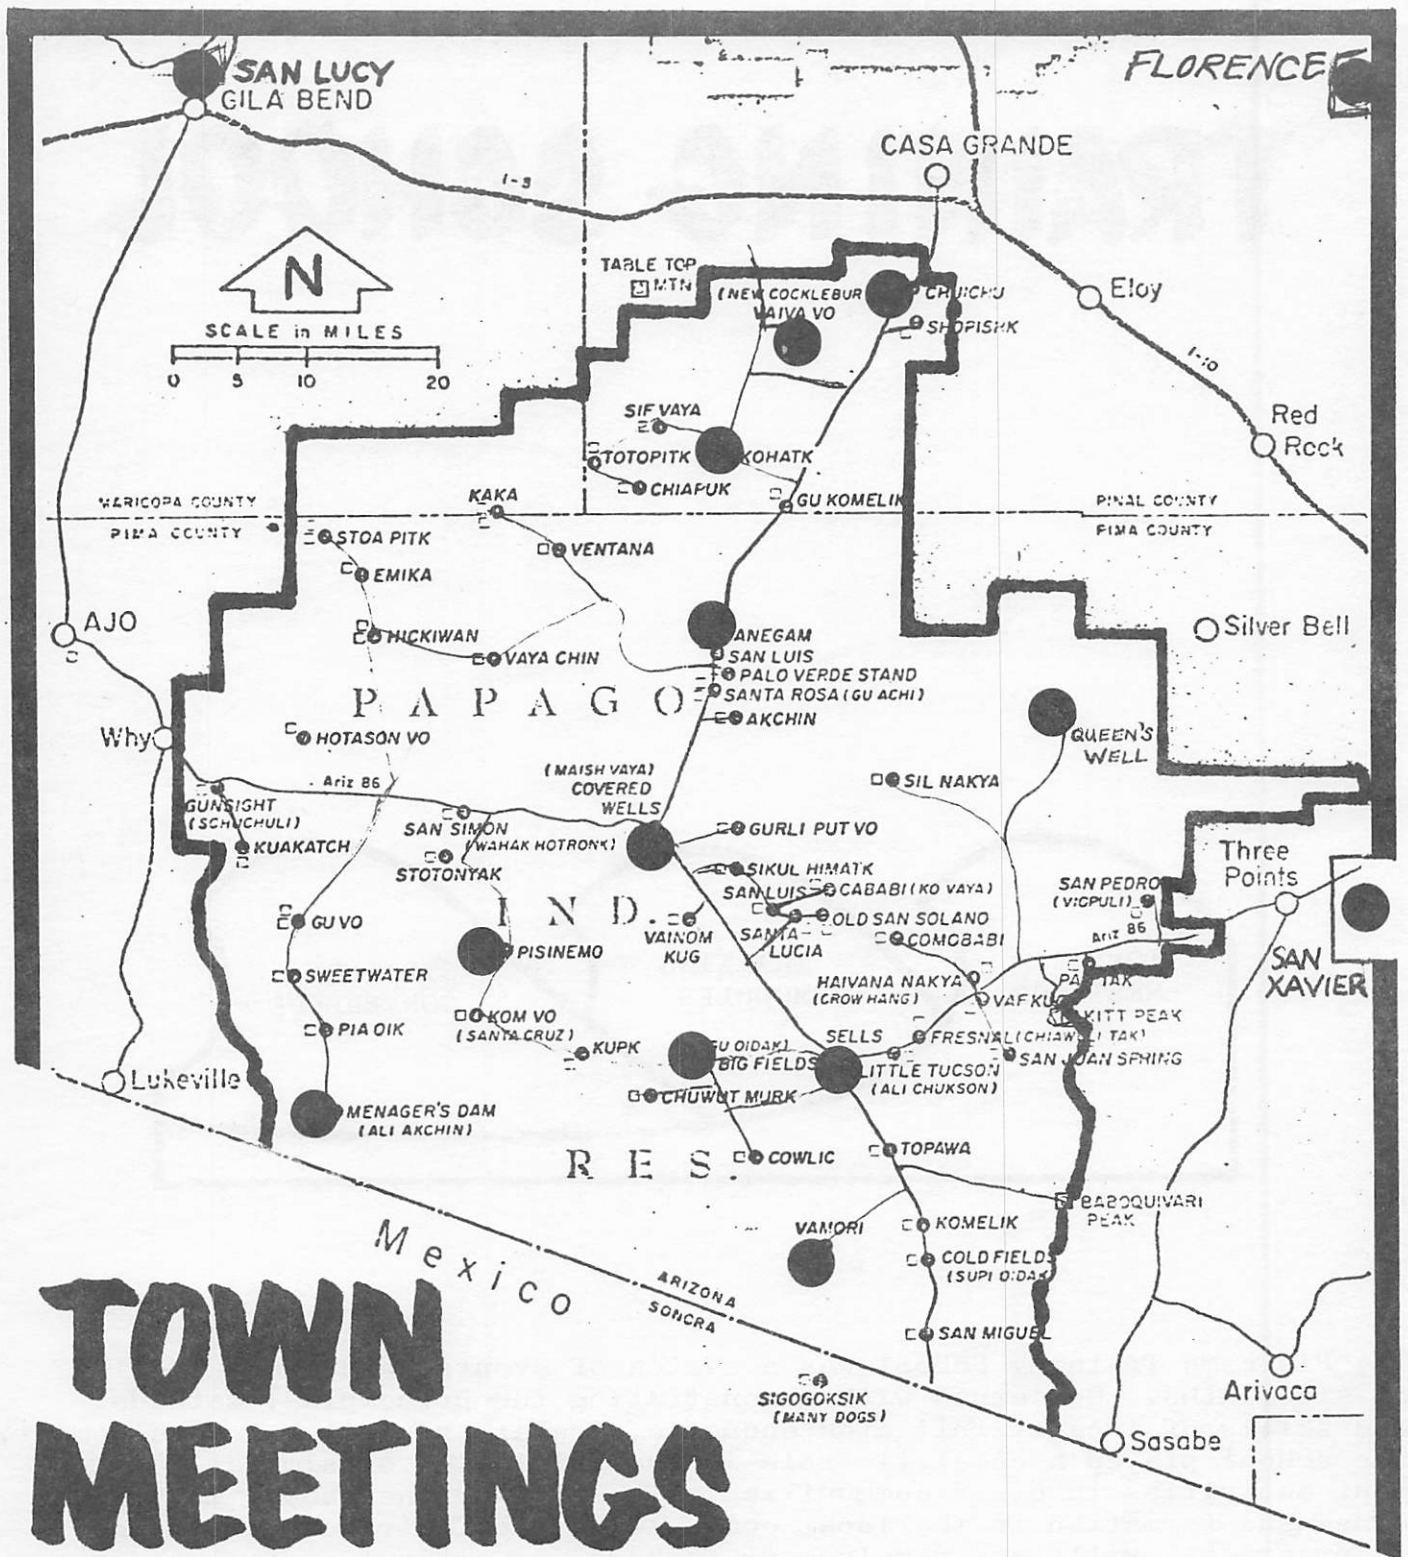 SAN LUCY
GILA BEND
FLORENCE
CASA GRANDE
I-8
N
SCALE in MILES
0 5 10 20
TABLE TOP
MTN
(NEW COCKLEBUR
VAIVA VO
CHUICHU
SHOPISHK
Eloy
I-10
Red
Rock
SIF VAYA
TOTOPITK
KOHATK
CHIAPUK
GU KOMELIK
KAKA
MARICOPA COUNTY
PIMA COUNTY
PINAL COUNTY
PIMA COUNTY
STOA PITK
VENTANA
EMIKA
HICKIWAN
VAYA CHIN
AJO
ANEGAM
SAN LUIS
PALO VERDE STAND
SANTA ROSA (GU ACHI)
AKCHIN
Silver Bell
PAPAGO
Why
HOTASON VO
QUEEN'S
WELL
Ariz 86
(MAISH VAYA)
COVERED
WELLS
SIL NAKYA
GUNSIGHT
(SCHUCHULI)
KUAKATCH
SAN SIMON
(WAHAK HOTRONK)
STOTONYAK
GURLI PUT VO
SIKUL HIMATK
SAN LUIS
CABABI (KO VAYA)
OLD SAN SOLANO
SANTA
LUCIA
VAINOM
KUG
COMOBABI
SAN PEDRO
(VIOPULI)
Three
Points
Ariz 86
IND.
GU VO
PISINEMO
SWEETWATER
HAIVANA NAKYA
(CROW HANG)
SAN
XAVIER
KITT PEAK
PIA OIK
KOM VO
(SANTA CRUZ)
KUPK
SELLS
FRESNAL (CHIAWULI TAK)
SAN JUAN SPRING
BIG FIELDS
LITTLE TUCSON
(ALI CHUKSON)
Lukeville
CHUWUT MURK
MENAGER'S DAM
(ALI AKCHIN)
RES.
COWLIC
TOPAWA
BABOQUIVARI
PEAK
VAMORI
KOMELIK
COLD FIELDS
(SUPI OIDAK)
Mexico
ARIZONA
SONORA
SAN MIGUEL
SIGOGOKSIK
(MANY DOGS)
Arivaca
Sasabe
TOWN
MEETINGS